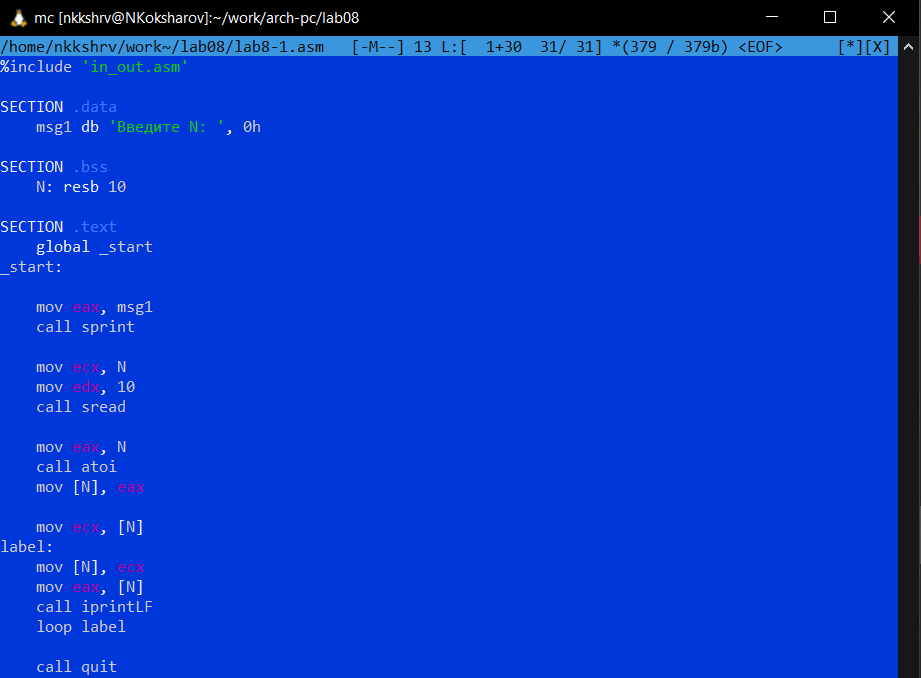 mc [nkkshrv@NKoksharov]:~/work/arch-pc/lab08
/home/nkkshrv/work~/lab08/lab8-1.asm   [-M--] 13 L:[  1+30  31/ 31] *(379 / 379b) <EOF>      [*][X]
%include 'in_out.asm'

SECTION .data
    msg1 db 'Введите N: ', 0h

SECTION .bss
    N: resb 10

SECTION .text
    global _start
_start:

    mov eax, msg1
    call sprint

    mov ecx, N
    mov edx, 10
    call sread

    mov eax, N
    call atoi
    mov [N], eax

    mov ecx, [N]
label:
    mov [N], ecx
    mov eax, [N]
    call iprintLF
    loop label

    call quit